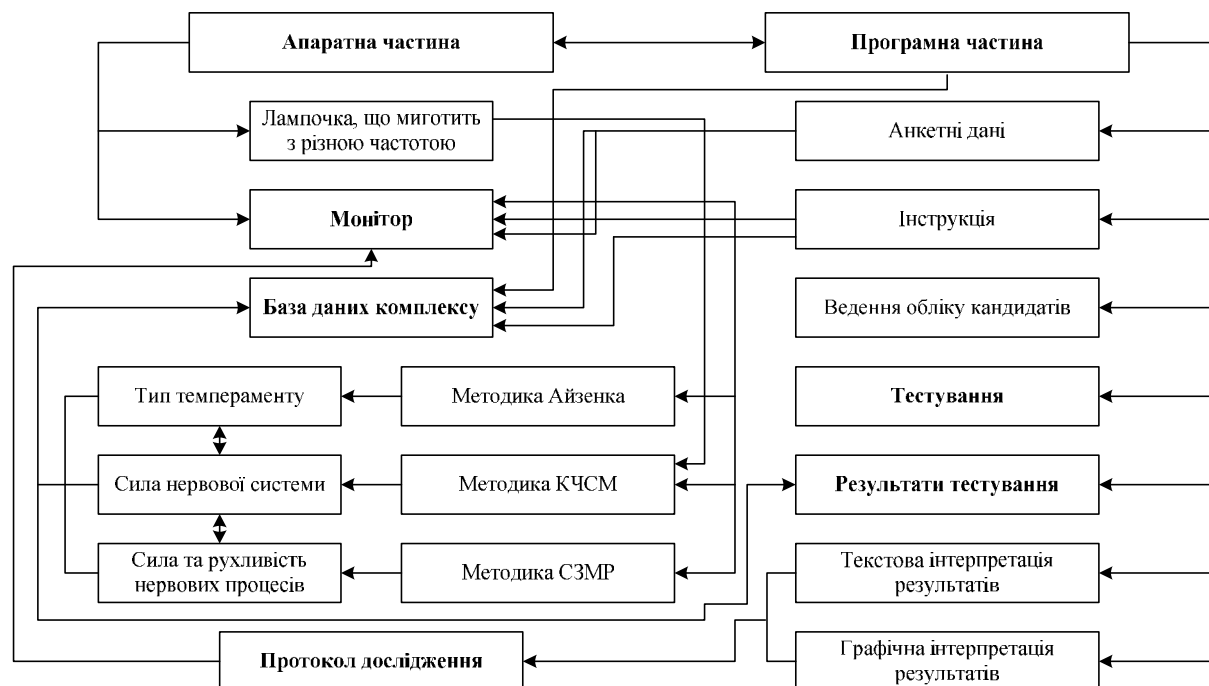 Апаратна частина
Програмна частина
Лампочка, що миготить
з різною частотою
Анкетні дані
Монітор
Інструкція
База даних комплексу
Ведення обліку кандидатів
Тип темпераменту
Методика Айзенка
Тестування
Сила нервової системи
Методика КЧСМ
Результати тестування
Сила та рухливість
нервових процесів
Методика СЗМР
Текстова інтерпретація
результатів
Протокол дослідження
Графічна інтерпретація
результатів